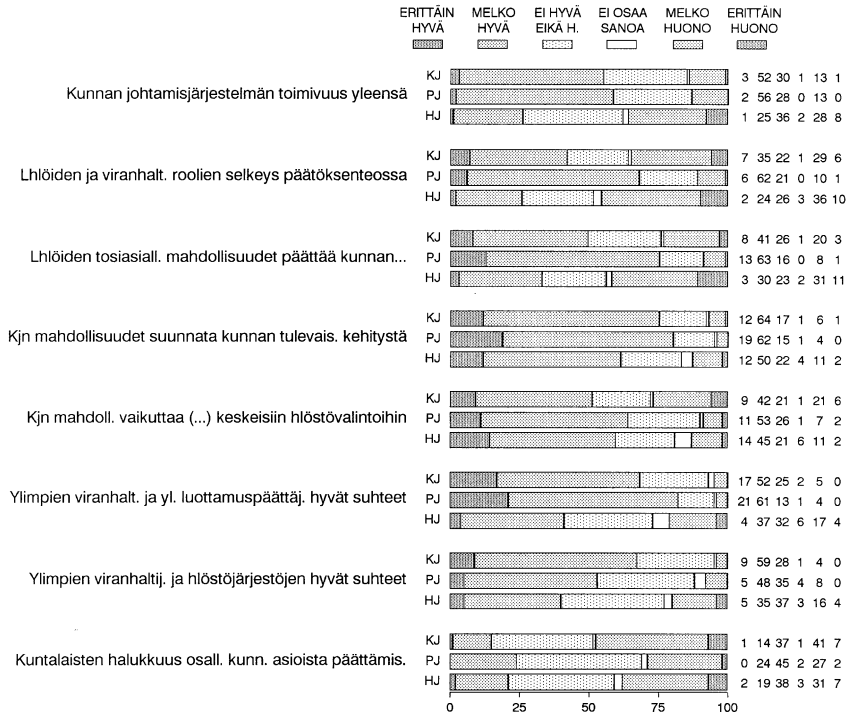 ERITTÄIN MELKO EI HYVÄ EI OSAA MELKO ERITTÄIN
HYVÄ HYVÄ EIKÄ H. SANOA HUONO HUONO
KJ 3 52 30 1 13 1
Kunnan johtamisjärjestelmän toimivuus yleensä PJ 2 56 28 0 13 0
HJ 1 25 36 2 28 8
KJ 7 35 22 1 29 6
Lhlöiden ja viranhalt. roolien selkeys päätöksenteossa PJ 6 62 21 0 10 1
HJ 2 24 26 3 36 10
KJ 8 41 26 1 20 3
Lhlöiden tosiasiall. mahdollisuudet päättää kunnan... PJ 13 63 16 0 8 1
HJ 3 30 23 2 31 11
KJ 12 64 17 1 6 1
Kjn mahdollisuudet suunnata kunnan tulevais. kehitystä PJ 19 62 15 1 4 0
HJ 12 50 22 4 11 2
KJ 9 42 21 1 21 6
Kjn mahdoll. vaikuttaa (...) keskeisiin hlöstövalintoihin PJ 11 53 26 1 7 2
HJ 14 45 21 6 11 2
KJ 17 52 25 2 5 0
Ylimpien viranhalt. ja yl. luottamuspäättäj. hyvät suhteet PJ 21 61 13 1 4 0
HJ 4 37 32 6 17 4
KJ 9 59 28 1 4 0
Ylimpien viranhaltij. ja hlöstöjärjestöjen hyvät suhteet PJ 5 48 35 4 8 0
HJ 5 35 37 3 16 4
KJ 1 14 37 1 41 7
Kuntalaisten halukkuus osall. kunn. asioista päättämis. PJ 0 24 45 2 27 2
HJ 2 19 38 3 31 7
0 25 50 75 100